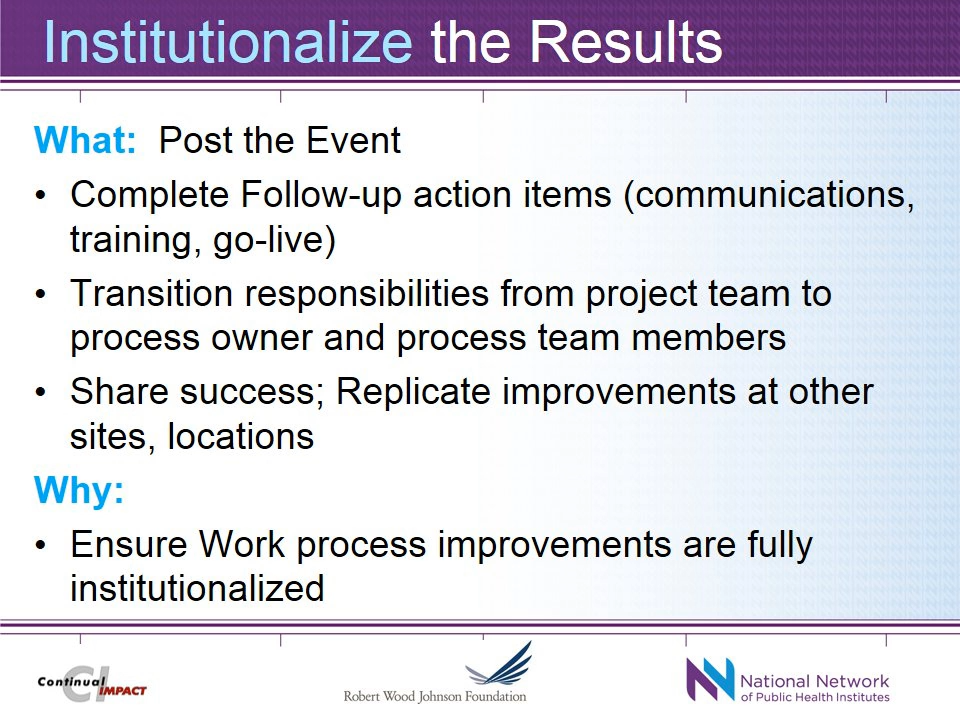 Institutionalize the Results
What: Post the Event
• Complete Follow-up action items (communications,
training, go-live)
• Transition responsibilities from project team to
process owner and process team members
• Share success; Replicate improvements at other
sites, locations
Why:
• Ensure Work process improvements are fully
institutionalized
CI
Continual
IMPACT
Robert Wood Johnson Foundation
National Network
of Public Health Institutes